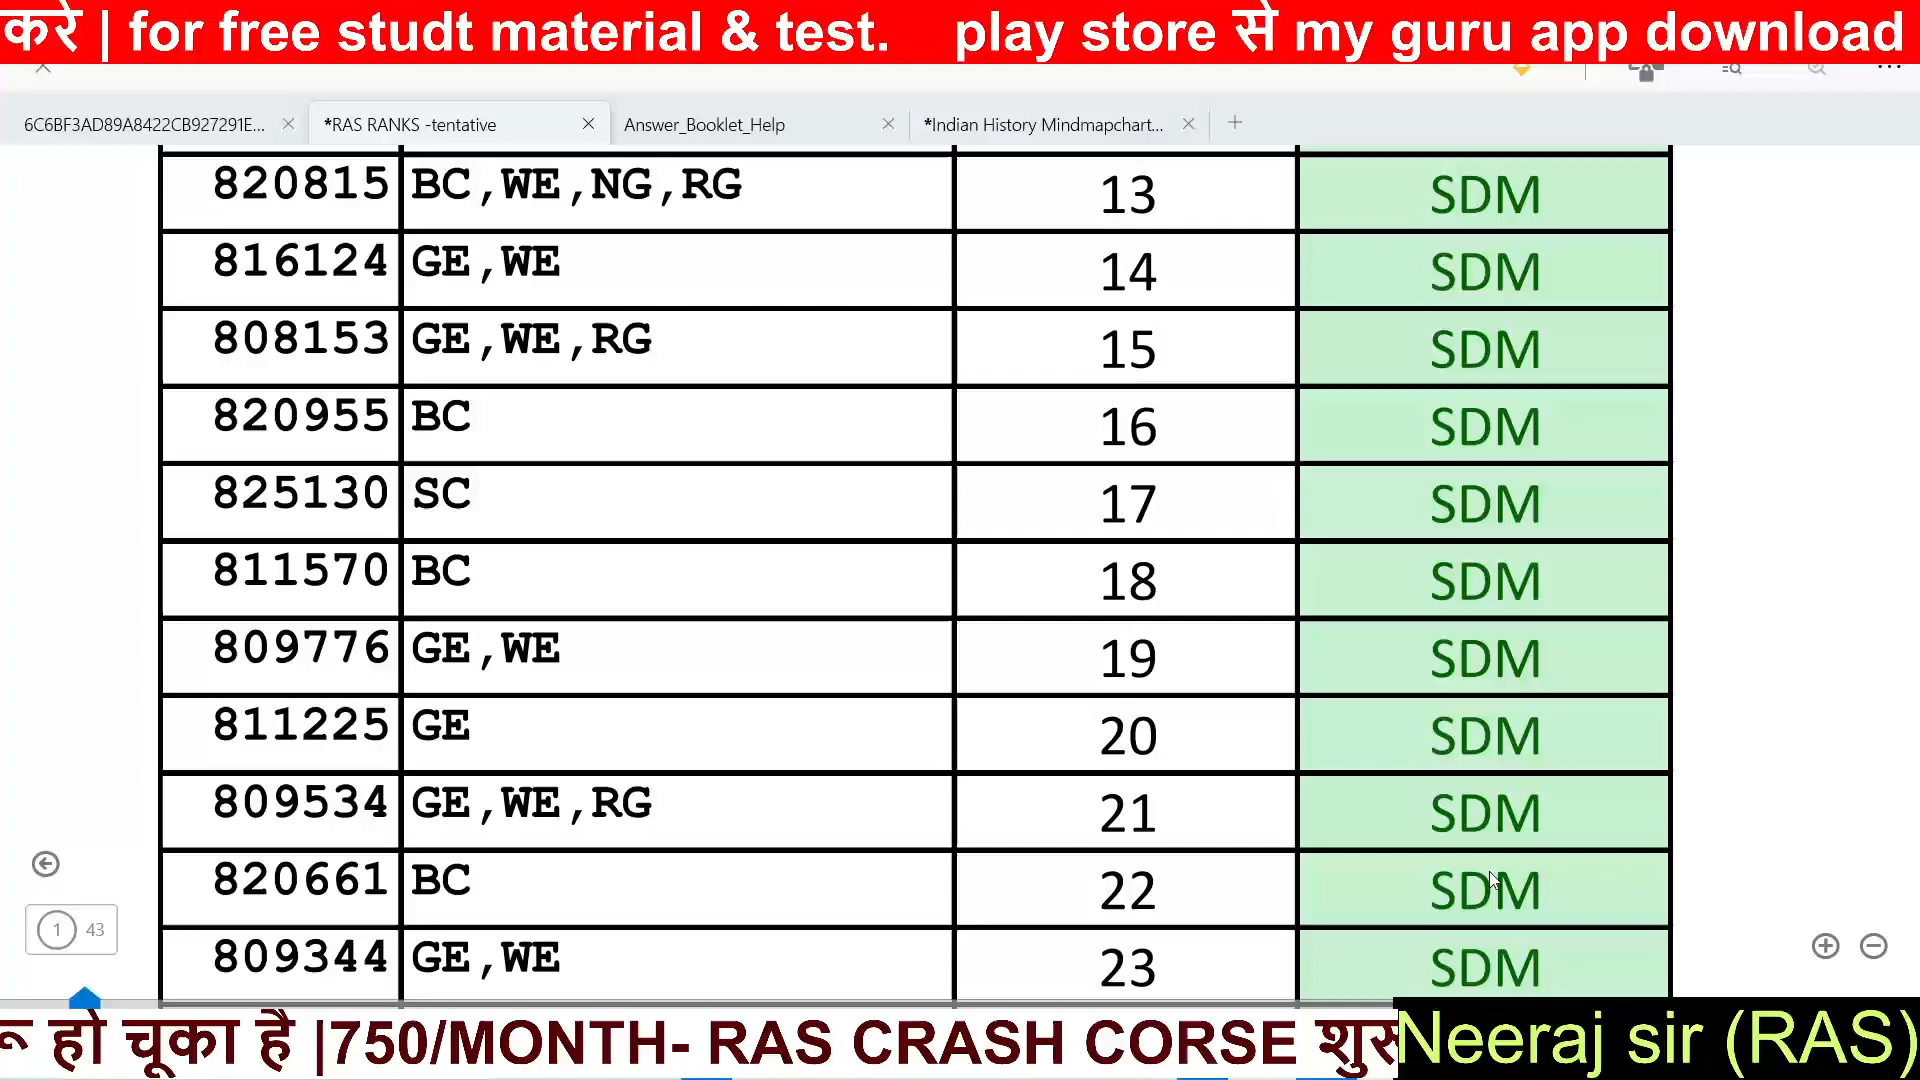 करे | for free studt material & test. play store से my guru app download
6C6BF3AD89A8422CB927291E... *RAS RANKS -tentative Answer_Booklet_Help *Indian History Mindmapchart...
820815 BC,WE,NG,RG 13 SDM
816124 GE,WE 14 SDM
808153 GE,WE,RG 15 SDM
820955 BC 16 SDM
825130 SC 17 SDM
811570 BC 18 SDM
809776 GE,WE 19 SDM
811225 GE 20 SDM
809534 GE,WE,RG 21 SDM
820661 BC 22 SDM
809344 GE,WE 23 SDM
1 43
हो चूका है |750/MONTH- RAS CRASH CORSE Neeraj sir (RAS)